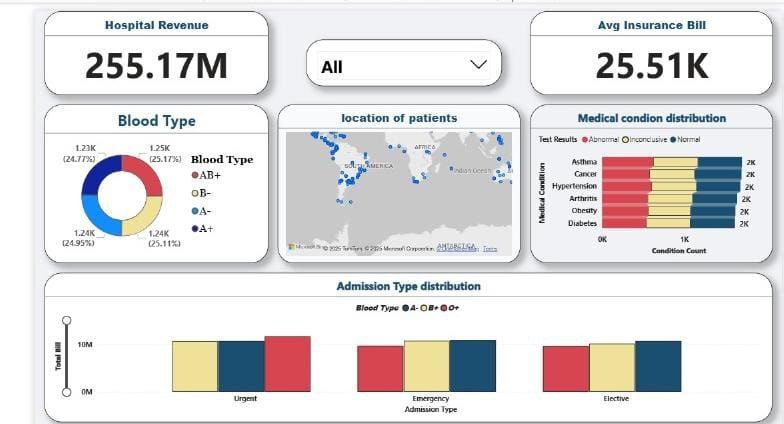 Hospital Revenue
255.17M
All
Avg Insurance Bill
25.51K
Blood Type
1.23K
(24.77%)
1.25K
(25.17%)
1.24K
(24.95%)
1.24K
(25.11%)
Blood Type
AB+
B-
A-
A+
location of patients
AFRICA
SOUTH AMERICA
Indian Ocean
ANTARCTICA
© 2025 TomTom, © 2025 Microsoft Corporation, © OpenStreetMap Terms
Medical condion distribution
Test Results Abnormal Inconclusive Normal
Medical Condition
Asthma 2K
Cancer 2K
Hypertension 2K
Arthritis 2K
Obesity 2K
Diabetes 2K
0K 1K
Condition Count
Admission Type distribution
Blood Type A- B+ O+
Total Bill
10M
0M
Urgent Emergency Elective
Admission Type